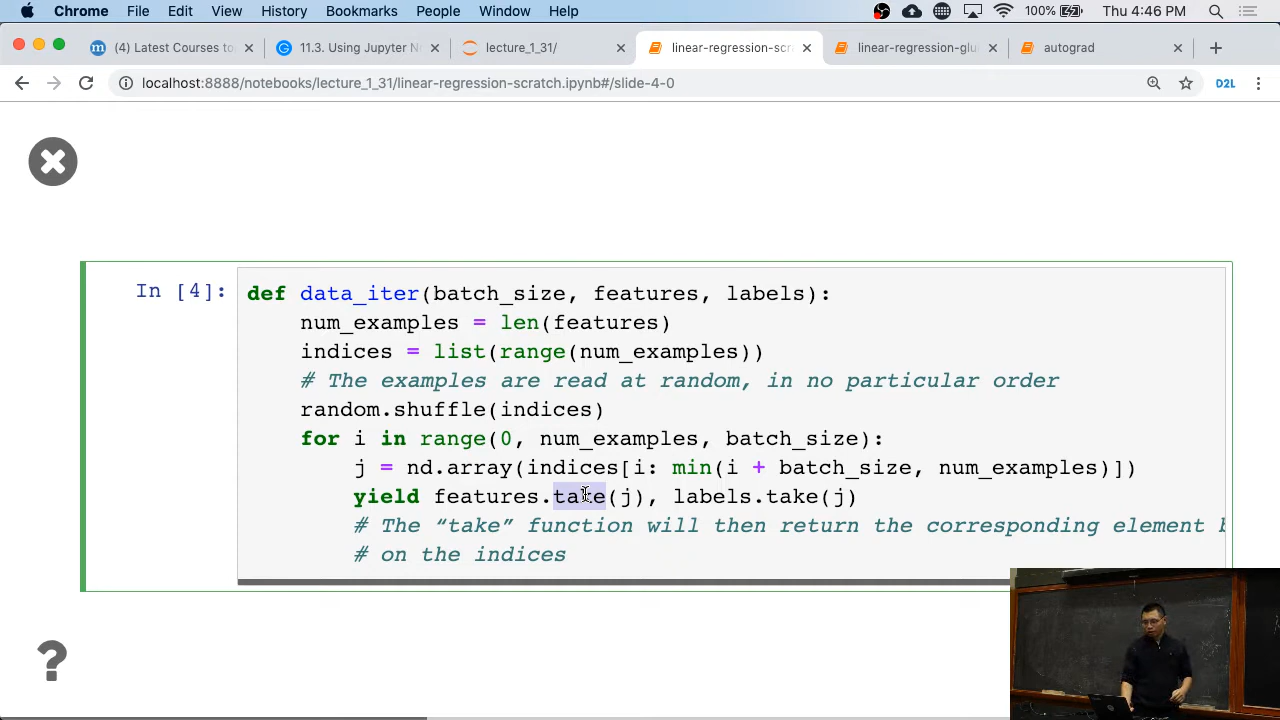 Chrome File Edit View History Bookmarks People Window Help 100% Thu 4:46 PM
(4) Latest Courses to
11.3. Using Jupyter N
lecture_1_31/
linear-regression-scr
linear-regression-glu
autograd
localhost:8888/notebooks/lecture_1_31/linear-regression-scratch.ipynb#/slide-4-0
D2L
In [4]:
def data_iter(batch_size, features, labels):
    num_examples = len(features)
    indices = list(range(num_examples))
    # The examples are read at random, in no particular order
    random.shuffle(indices)
    for i in range(0, num_examples, batch_size):
        j = nd.array(indices[i: min(i + batch_size, num_examples)])
        yield features.take(j), labels.take(j)
        # The “take” function will then return the corresponding element
        # on the indices
?